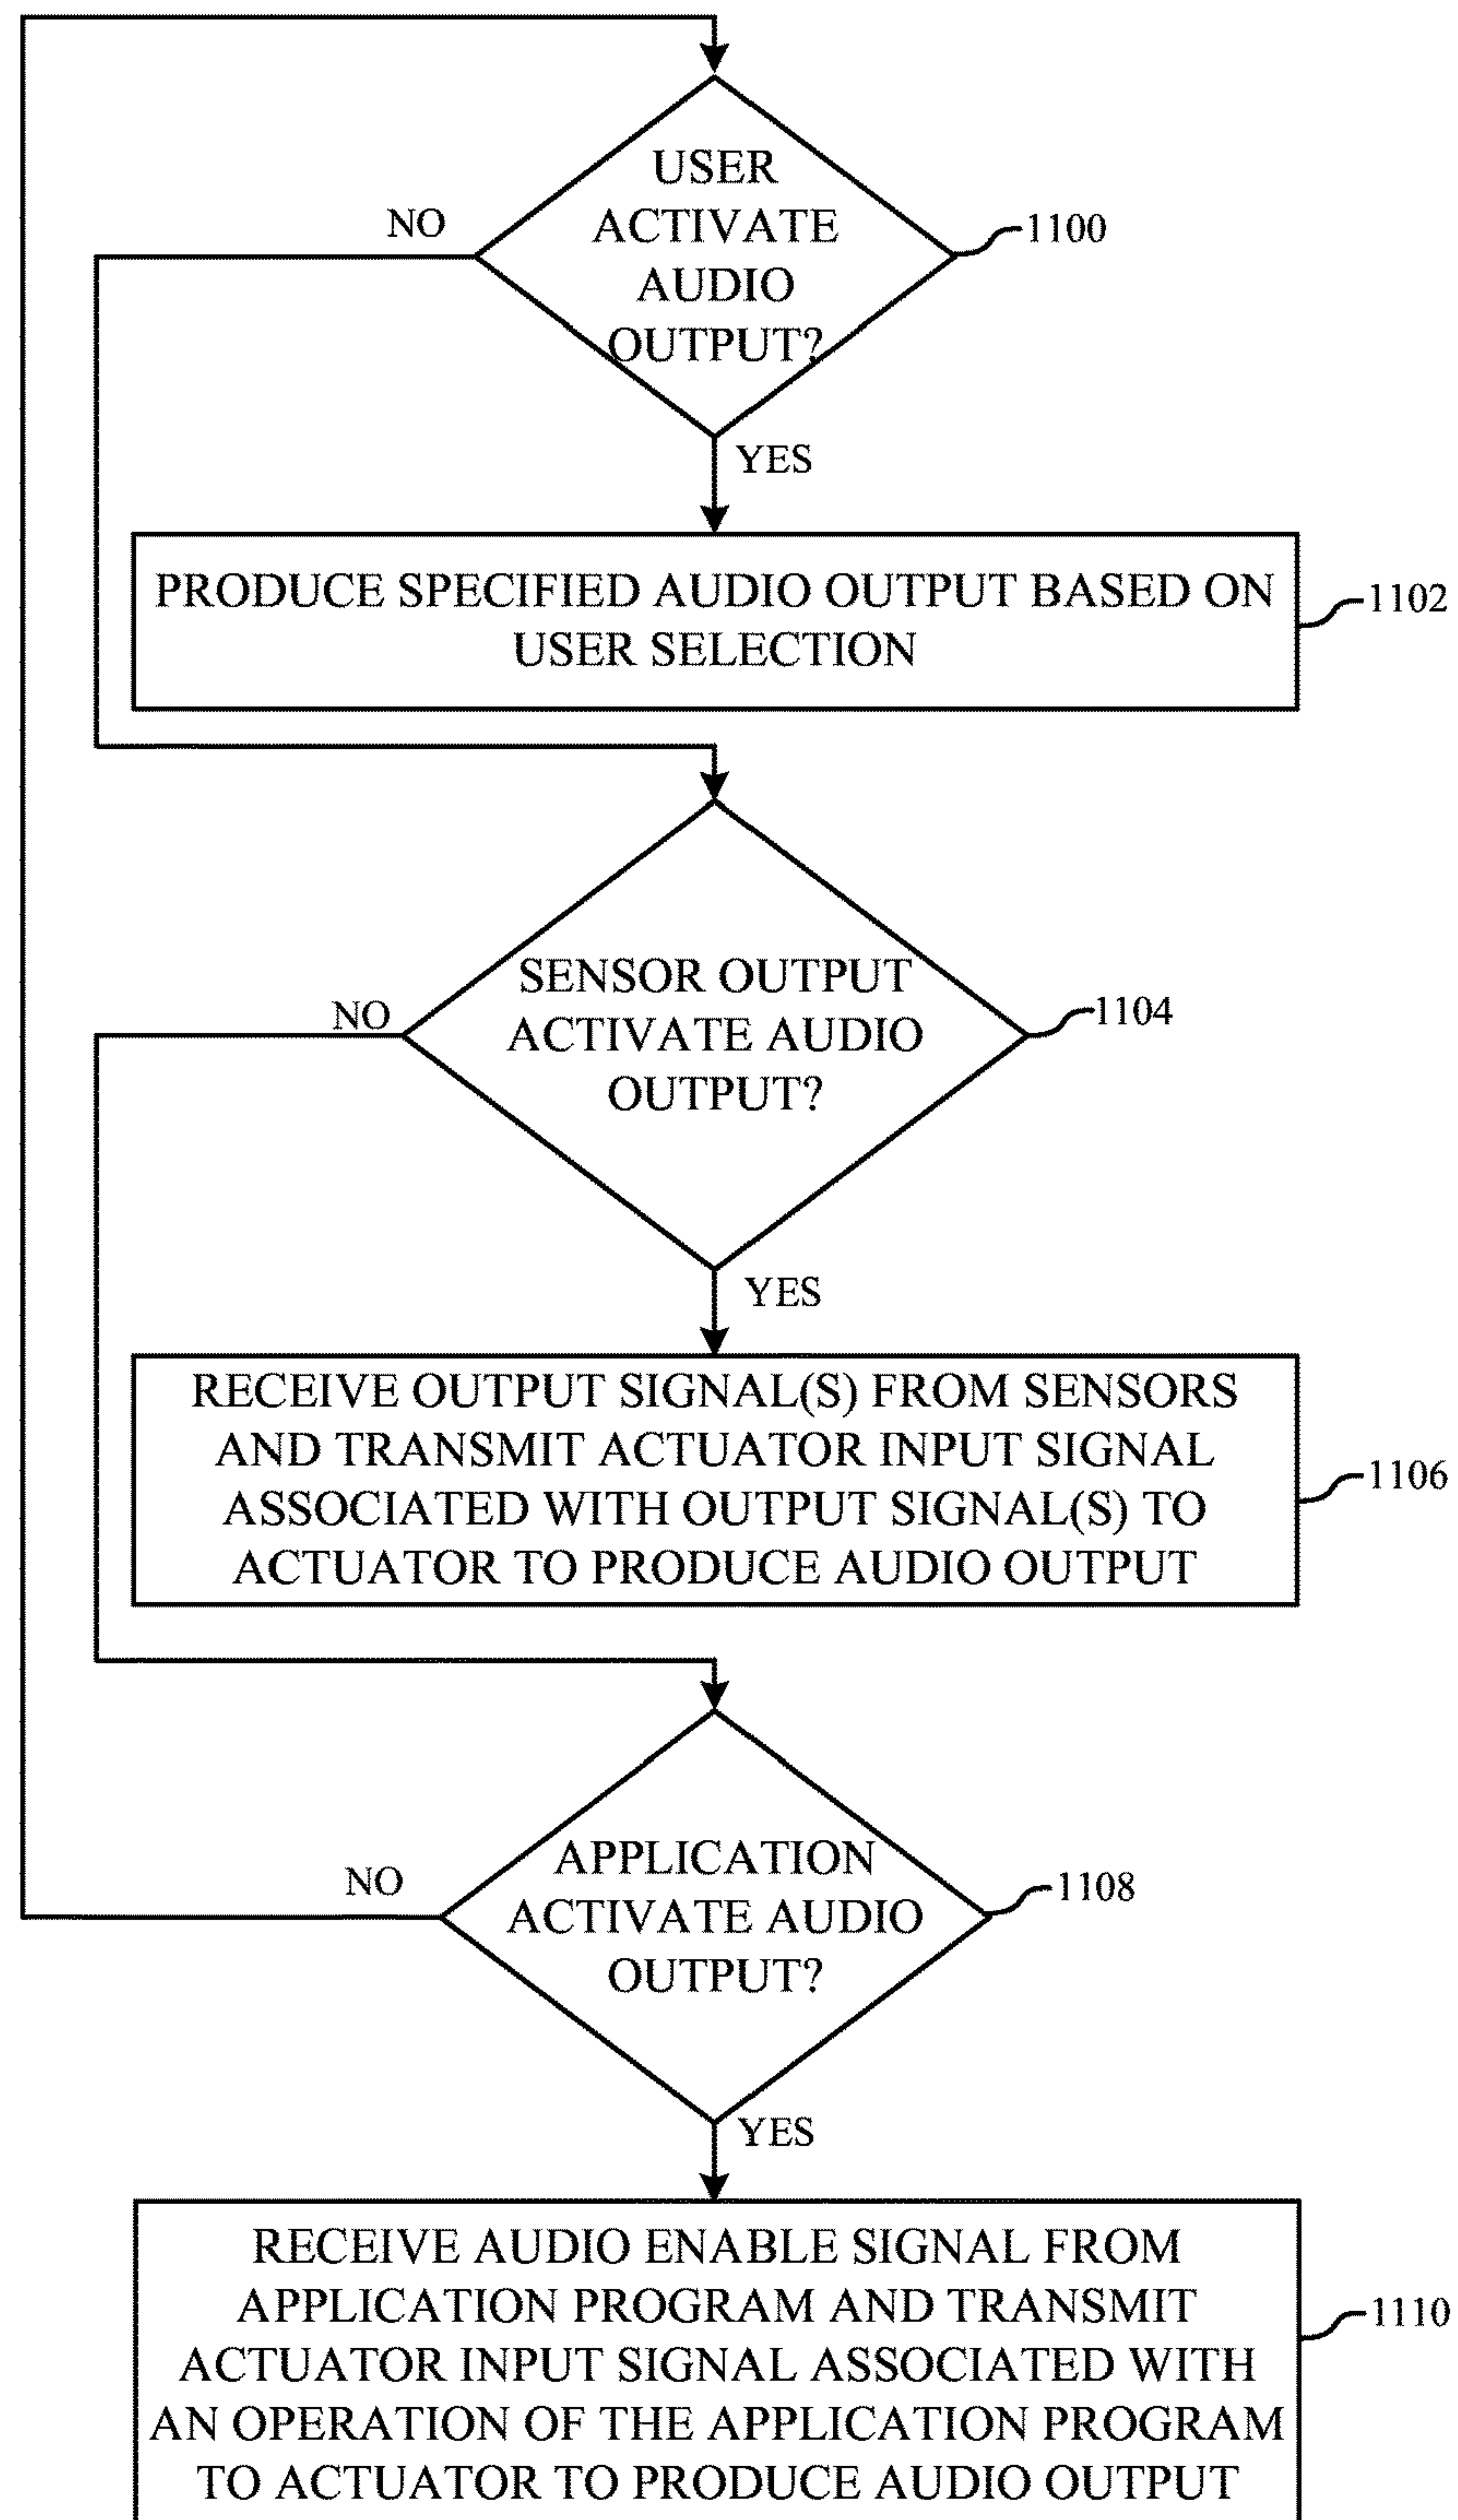 USER
ACTIVATE
AUDIO
OUTPUT?
NO
1100
YES
PRODUCE SPECIFIED AUDIO OUTPUT BASED ON
USER SELECTION
1102
SENSOR OUTPUT
ACTIVATE AUDIO
OUTPUT?
NO
1104
YES
RECEIVE OUTPUT SIGNAL(S) FROM SENSORS
AND TRANSMIT ACTUATOR INPUT SIGNAL
ASSOCIATED WITH OUTPUT SIGNAL(S) TO
ACTUATOR TO PRODUCE AUDIO OUTPUT
1106
APPLICATION
ACTIVATE AUDIO
OUTPUT?
NO
1108
YES
RECEIVE AUDIO ENABLE SIGNAL FROM
APPLICATION PROGRAM AND TRANSMIT
ACTUATOR INPUT SIGNAL ASSOCIATED WITH
AN OPERATION OF THE APPLICATION PROGRAM
TO ACTUATOR TO PRODUCE AUDIO OUTPUT
1110